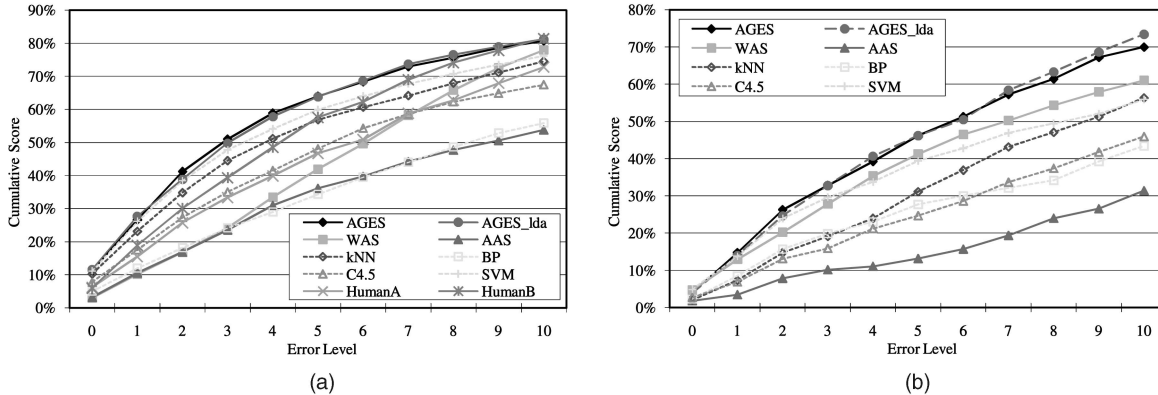 90%
80%
70%
60%
50%
40%
30%
20%
10%
0%
Cumulative Score
AGES AGES_lda
WAS AAS
kNN BP
C4.5 SVM
HumanA HumanB
0 1 2 3 4 5 6 7 8 9 10
Error Level
(a)
80%
70%
60%
50%
40%
30%
20%
10%
0%
Cumulative Score
AGES AGES_lda
WAS AAS
kNN BP
C4.5 SVM
0 1 2 3 4 5 6 7 8 9 10
Error Level
(b)